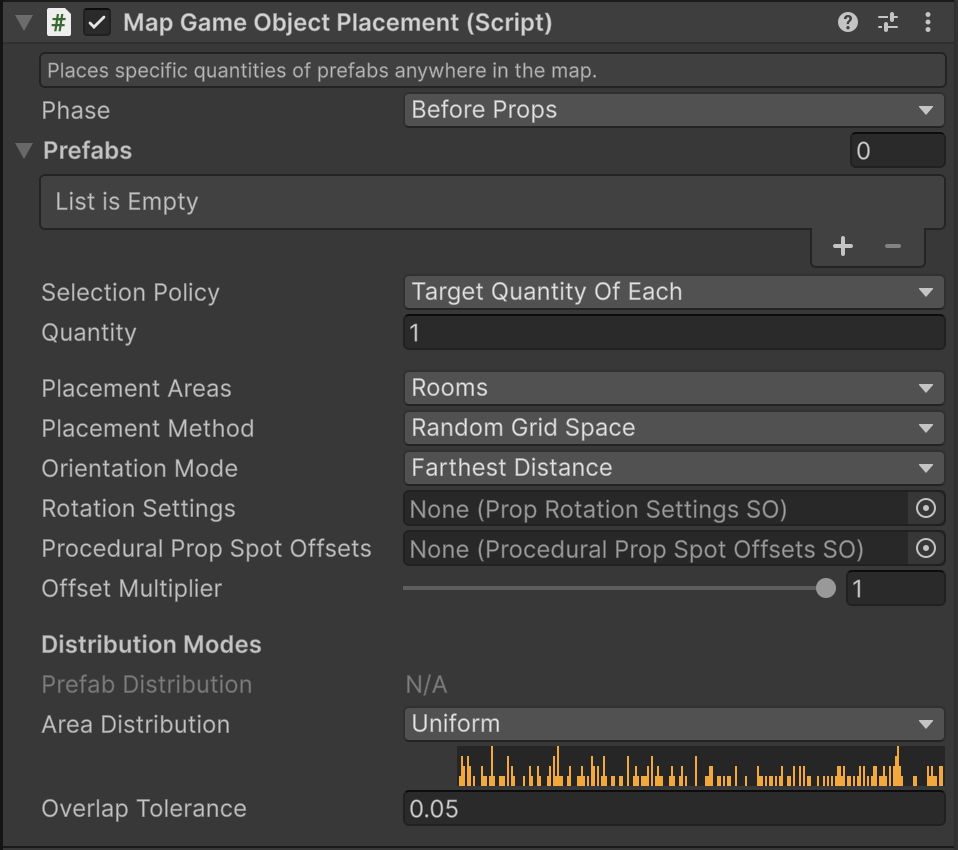 # Map Game Object Placement (Script)
Places specific quantities of prefabs anywhere in the map.
Phase Before Props
Prefabs 0
List is Empty
+ −
Selection Policy Target Quantity Of Each
Quantity 1
Placement Areas Rooms
Placement Method Random Grid Space
Orientation Mode Farthest Distance
Rotation Settings None (Prop Rotation Settings SO)
Procedural Prop Spot Offsets None (Procedural Prop Spot Offsets SO)
Offset Multiplier 1
Distribution Modes
Prefab Distribution N/A
Area Distribution Uniform
Overlap Tolerance 0.05